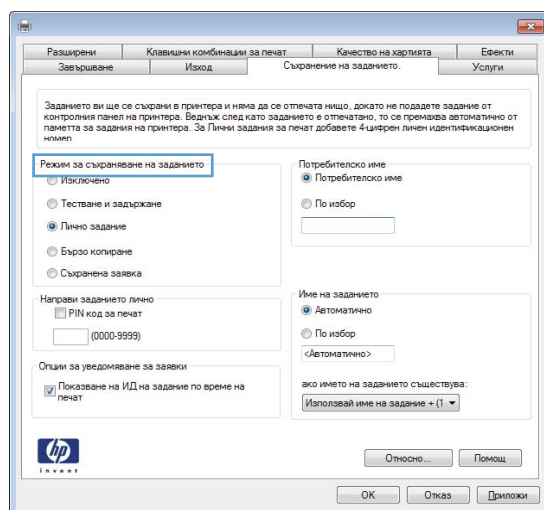 Разширени Клавишни комбинации за печат Качество на хартията Ефекти
Завършване Изход Съхранение на заданието. Услуги
Заданието ви ще се съхрани в принтера и няма да се отпечата нищо, докато не подадете задание от
контролния панел на принтера. Веднъж след като заданието е отпечатано, то се премахва автоматично от
паметта за задания на принтера. За Лични задания за печат добавете 4-цифрен личен идентификационен
номер
Режим за съхраняване на заданието
Изключено
Тестване и задържане
Лично задание
Бързо копиране
Съхранена заявка
Потребителско име
Потребителско име
По избор
Направи заданието лично
PIN код за печат
(0000-9999)
Име на заданието
Автоматично
По избор
<Автоматично>
Опции за уведомяване за заявки
Показване на ИД на задание по време на
печат
ако името на заданието съществува:
Използвай име на задание + (1
hp
invent
Относно... Помощ
OK Отказ Приложи